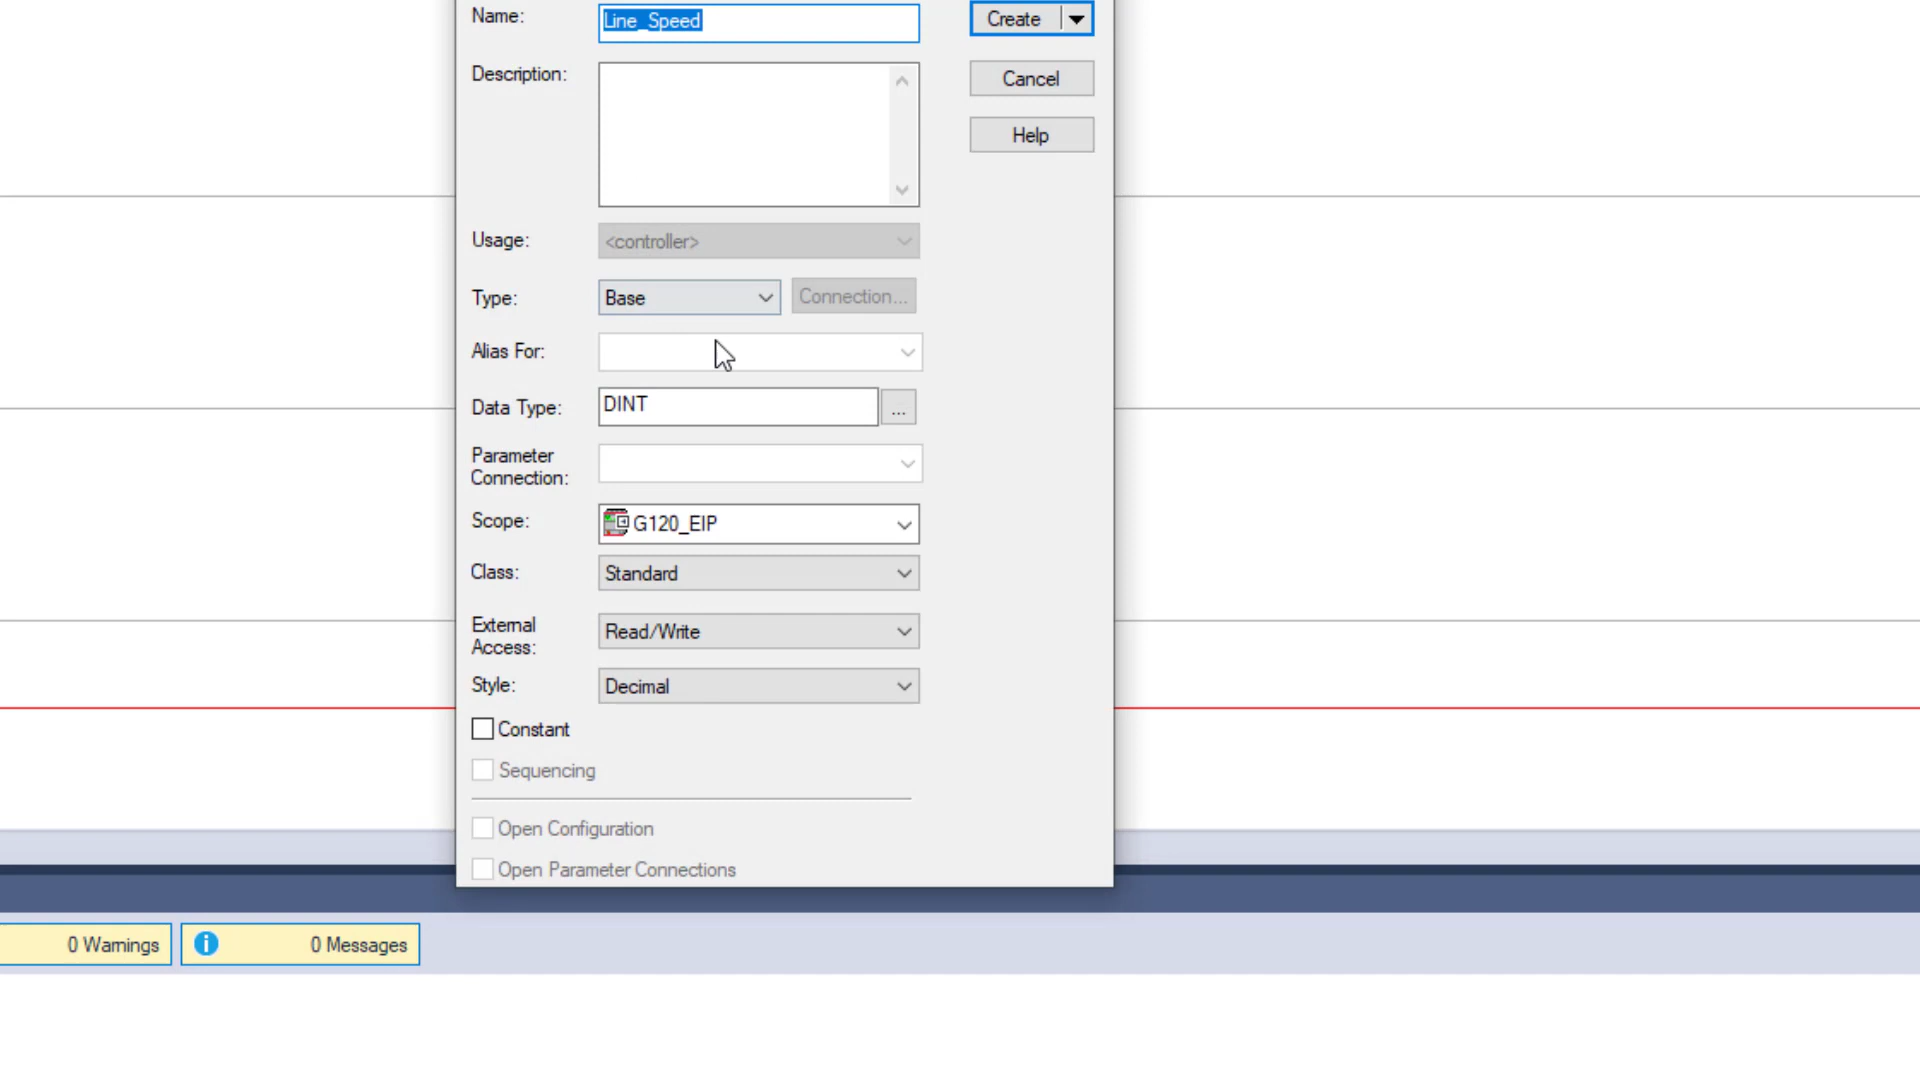 Name: Line_Speed Create
Description: Cancel
Help
Usage: <controller>
Type: Base Connection...
Alias For:
Data Type: DINT ...
Parameter
Connection:
Scope: G120_EIP
Class: Standard
External
Access: Read/Write
Style: Decimal
Constant
Sequencing
Open Configuration
Open Parameter Connections
0 Warnings 0 Messages